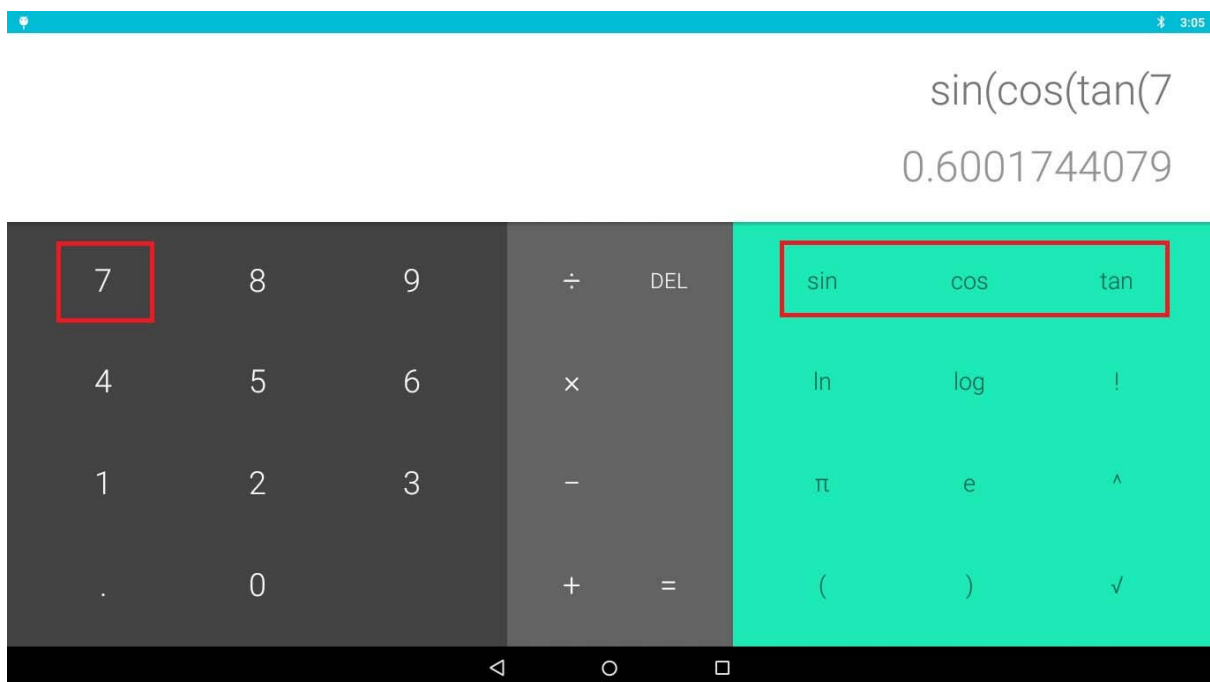 3:05
sin(cos(tan(7
0.6001744079
7 8 9 ÷ DEL sin cos tan
4 5 6 × ln log !
1 2 3 − π e ^
. 0 + = ( ) √